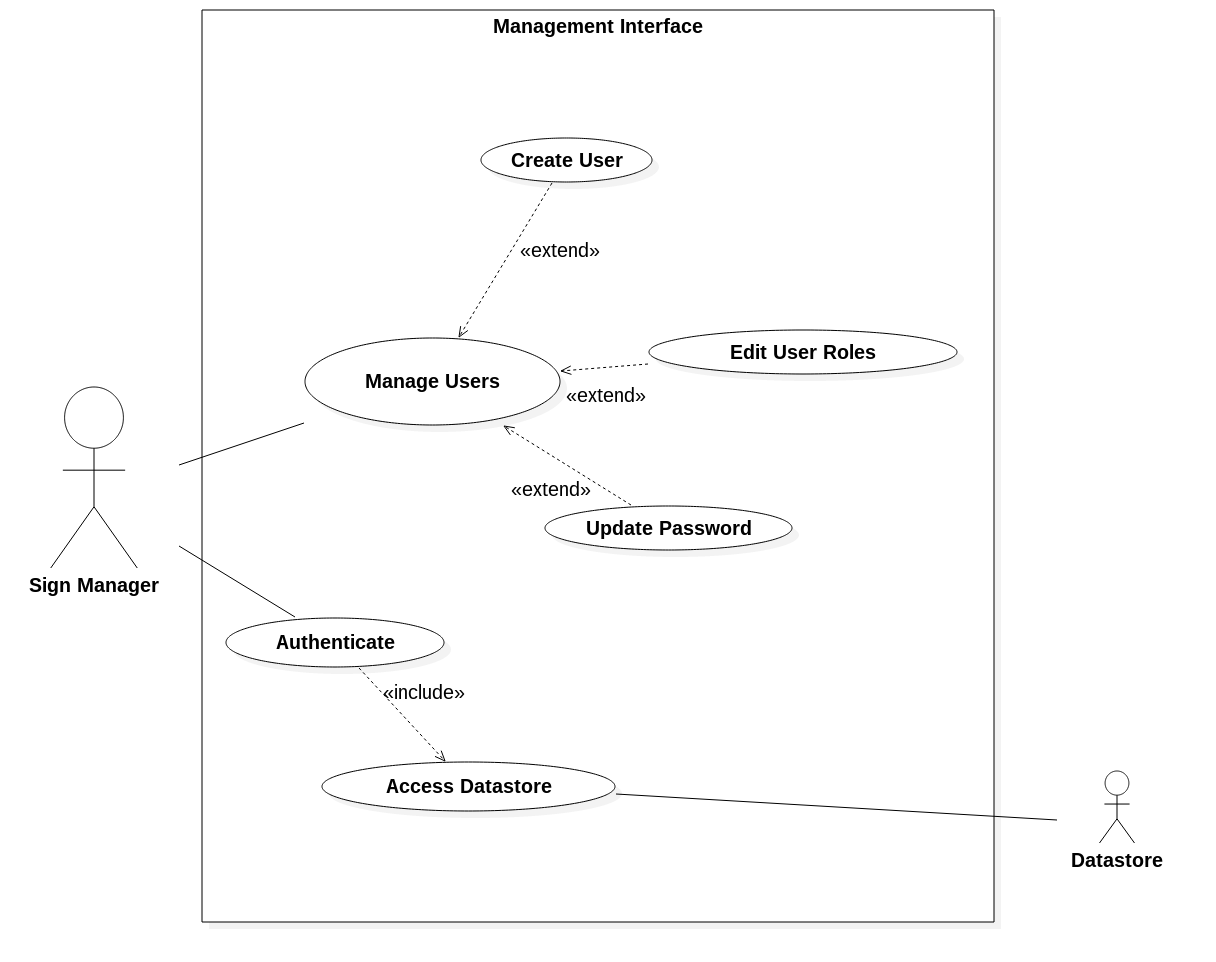 Management Interface
Create User
«extend»
Edit User Roles
Manage Users
«extend»
«extend»
Update Password
Sign Manager
Authenticate
«include»
Access Datastore
Datastore